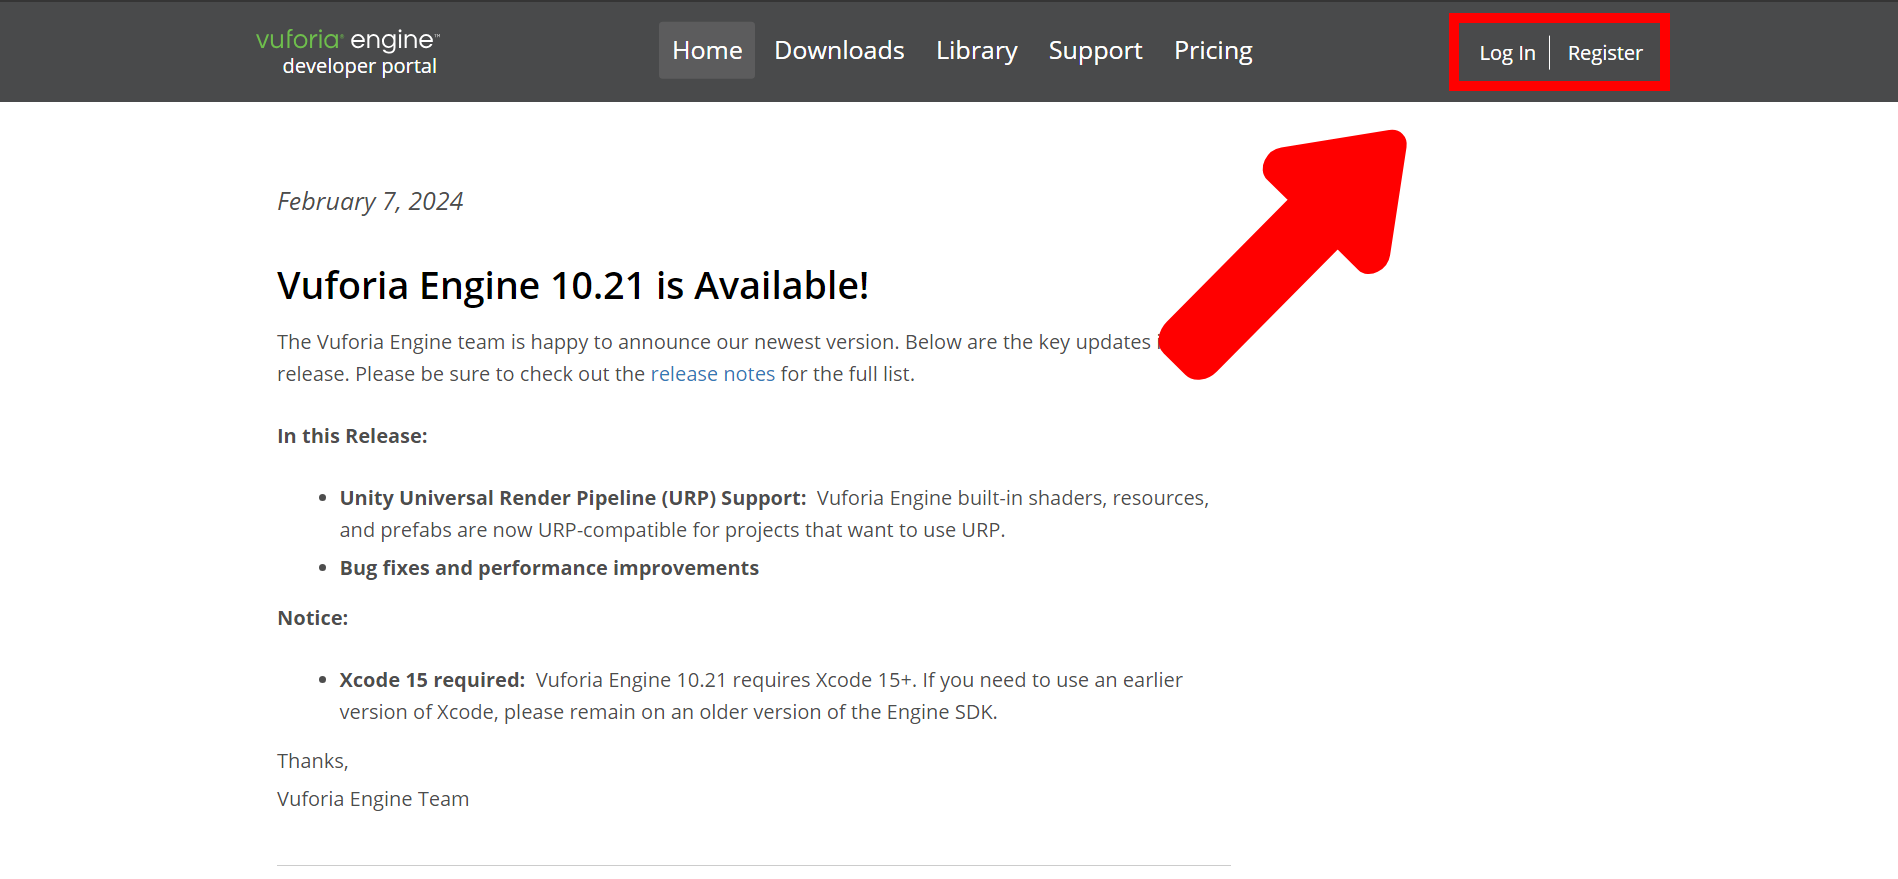 vuforia® engine™
developer portal
Home Downloads Library Support Pricing
Log In Register
February 7, 2024
Vuforia Engine 10.21 is Available!
The Vuforia Engine team is happy to announce our newest version. Below are the key updates
release. Please be sure to check out the release notes for the full list.
In this Release:
• Unity Universal Render Pipeline (URP) Support: Vuforia Engine built-in shaders, resources,
and prefabs are now URP-compatible for projects that want to use URP.
• Bug fixes and performance improvements
Notice:
• Xcode 15 required: Vuforia Engine 10.21 requires Xcode 15+. If you need to use an earlier
version of Xcode, please remain on an older version of the Engine SDK.
Thanks,
Vuforia Engine Team